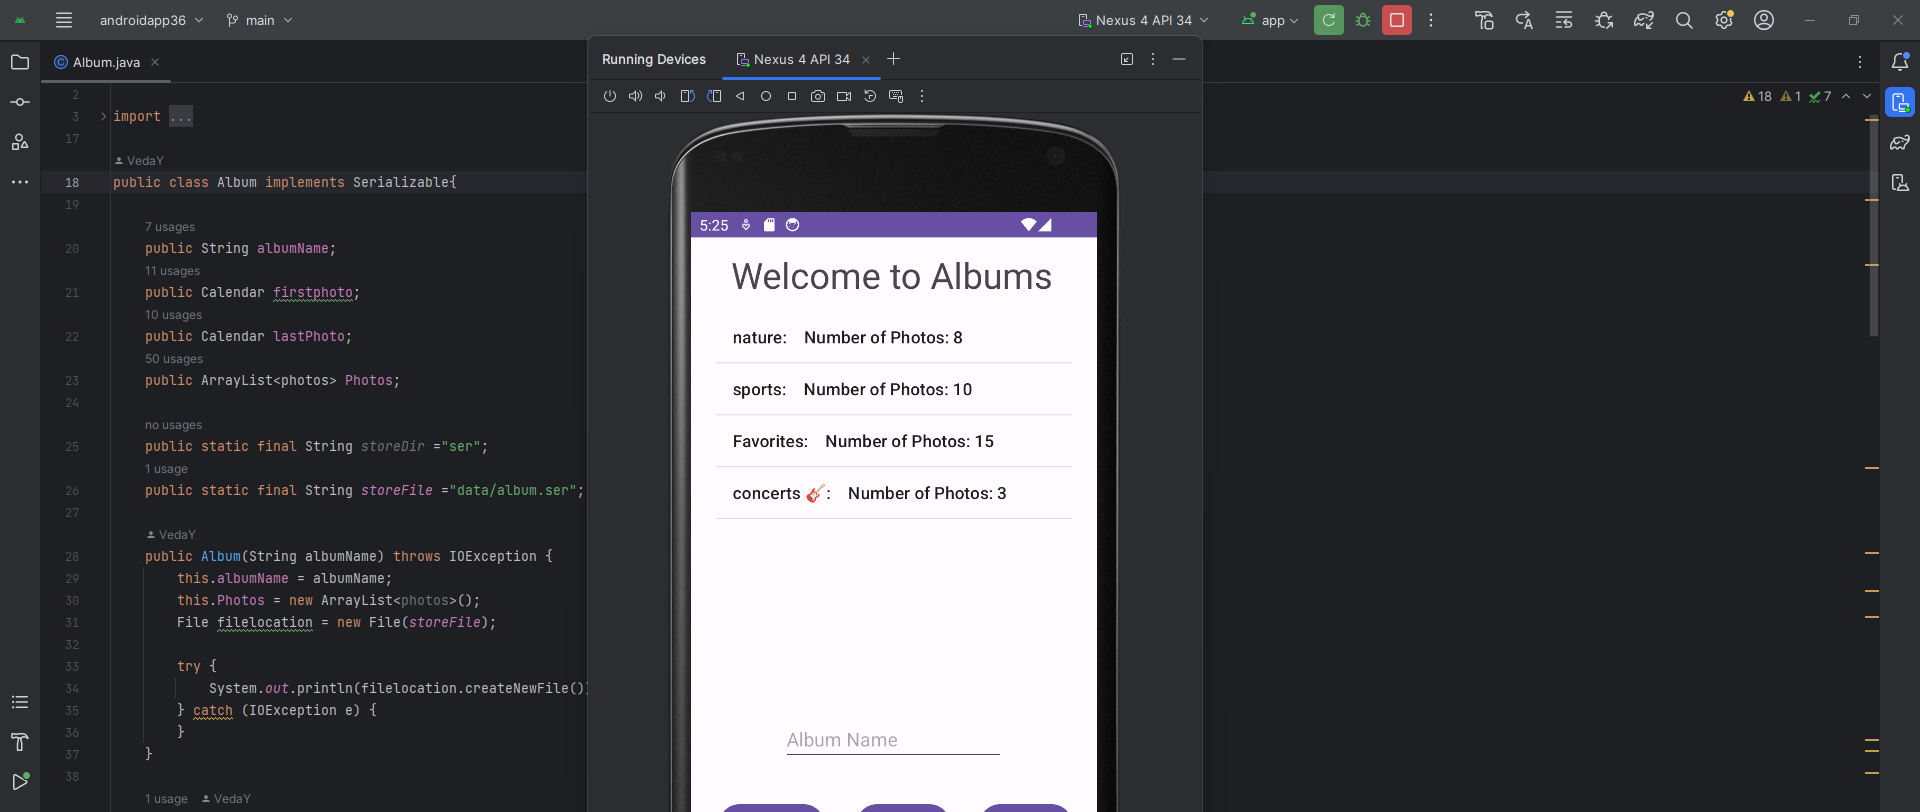 androidapp36 main Nexus 4 API 34 app
Album.java
Running Devices Nexus 4 API 34
18 1 7
2
3 import ...
17
VedaY
18 public class Album implements Serializable{
19
7 usages
20 public String albumName;
11 usages
21 public Calendar firstphoto;
10 usages
22 public Calendar lastPhoto;
50 usages
23 public ArrayList<photos> Photos;
24
no usages
25 public static final String storeDir ="ser";
1 usage
26 public static final String storeFile ="data/album.ser";
27
VedaY
28 public Album(String albumName) throws IOException {
29 this.albumName = albumName;
30 this.Photos = new ArrayList<photos>();
31 File filelocation = new File(storeFile);
32
33 try {
34 System.out.println(filelocation.createNewFile())
35 } catch (IOException e) {
36 }
37 }
38
1 usage VedaY
5:25
Welcome to Albums
nature: Number of Photos: 8
sports: Number of Photos: 10
Favorites: Number of Photos: 15
concerts 🎸: Number of Photos: 3
Album Name